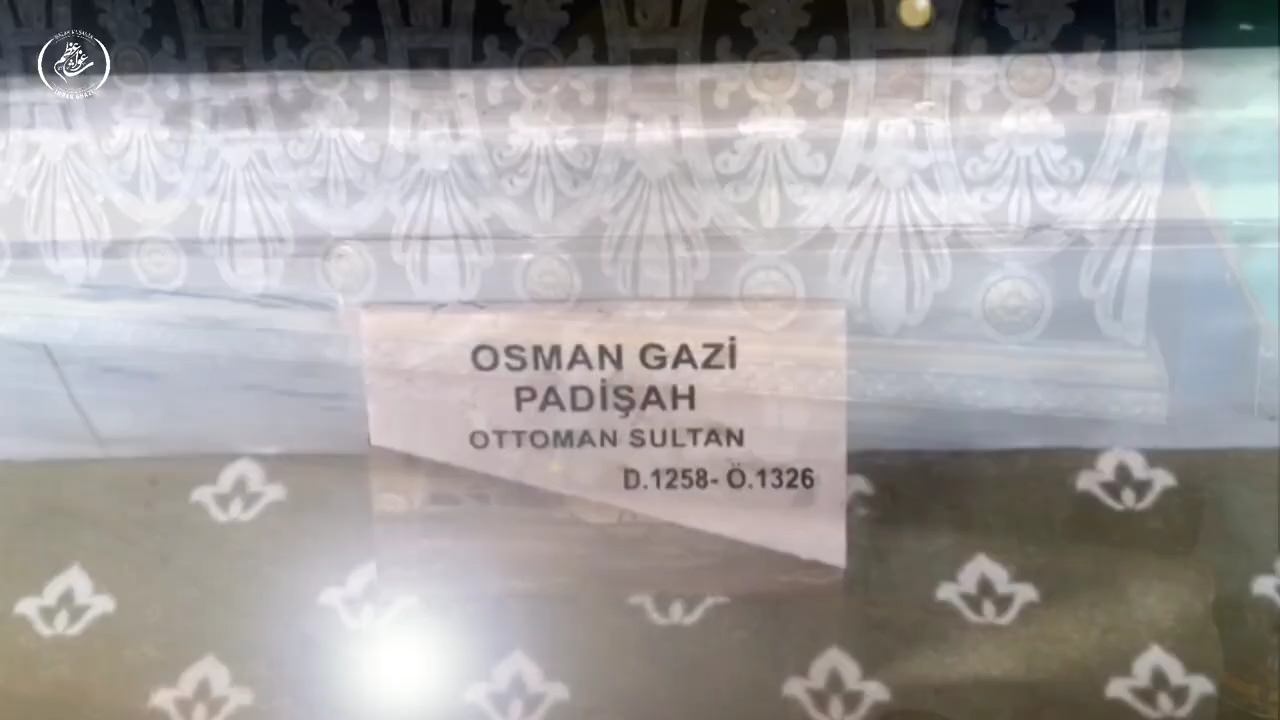 OSMAN GAZİ
PADİŞAH
OTTOMAN SULTAN
D.1258- Ö.1326